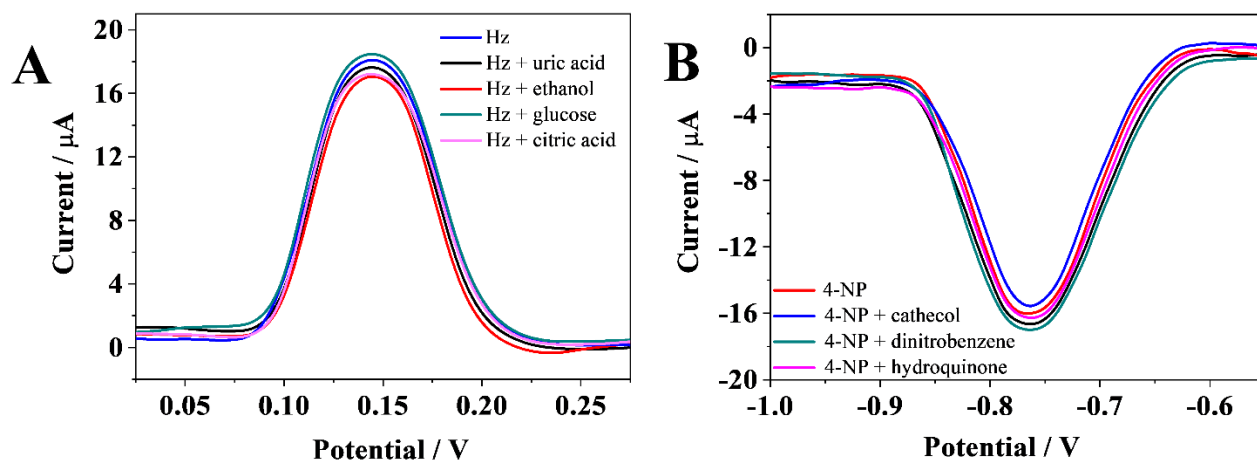 A
Current / μA
20
16
12
8
4
0
0.05
0.10
0.15
0.20
0.25
Potential / V
Hz
Hz + uric acid
Hz + ethanol
Hz + glucose
Hz + citric acid
B
Current / μA
0
-4
-8
-12
-16
-20
-1.0
-0.9
-0.8
-0.7
-0.6
Potential / V
4-NP
4-NP + cathecol
4-NP + dinitrobenzene
4-NP + hydroquinone